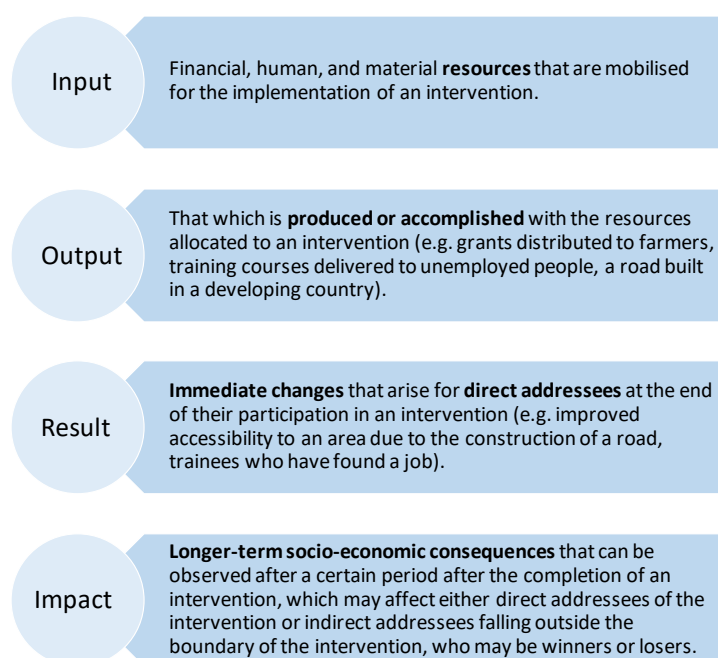 Input
Financial, human, and material resources that are mobilised
for the implementation of an intervention.
Output
That which is produced or accomplished with the resources
allocated to an intervention (e.g. grants distributed to farmers,
training courses delivered to unemployed people, a road built
in a developing country).
Result
Immediate changes that arise for direct addressees at the end
of their participation in an intervention (e.g. improved
accessibility to an area due to the construction of a road,
trainees who have found a job).
Impact
Longer-term socio-economic consequences that can be
observed after a certain period after the completion of an
intervention, which may affect either direct addressees of the
intervention or indirect addressees falling outside the
boundary of the intervention, who may be winners or losers.